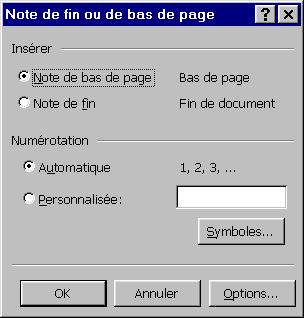 Note de fin ou de bas de page
Insérer
Note de bas de page Bas de page
Note de fin Fin de document
Numérotation
Automatique 1, 2, 3, ...
Personnalisée:
Symboles...
OK Annuler Options...